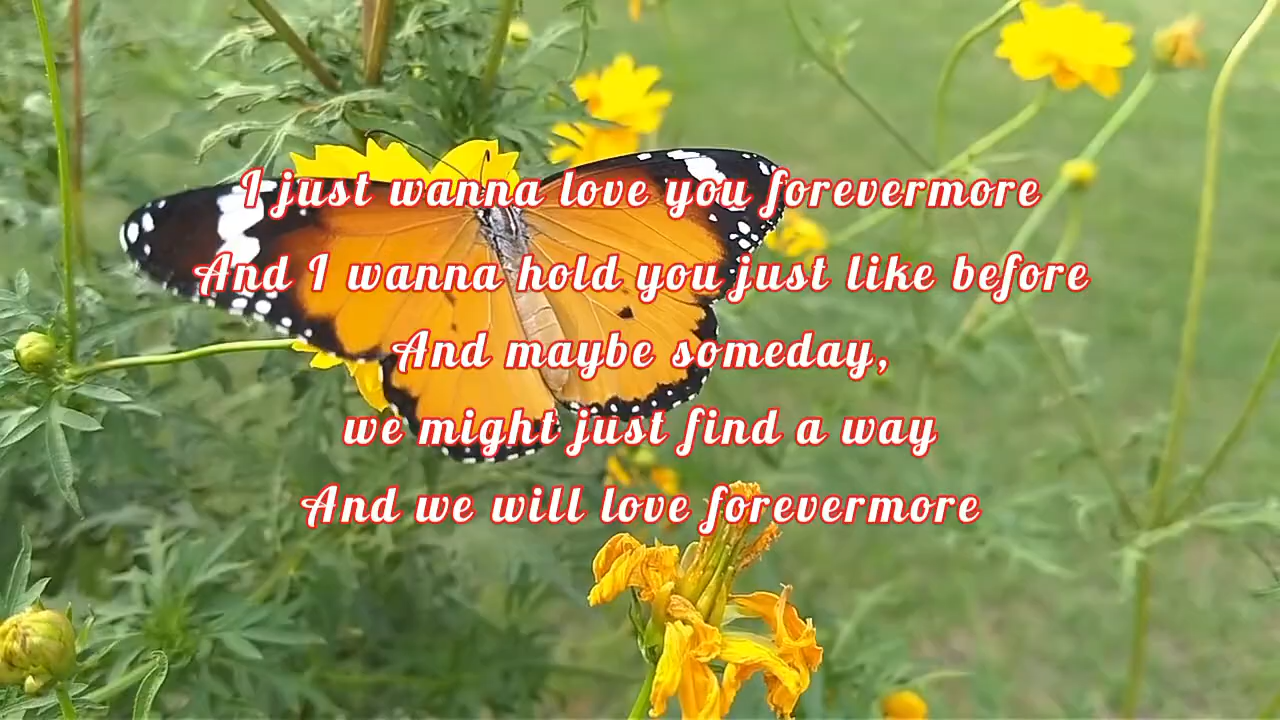 I just wanna love you forevermore
And I wanna hold you just like before
And maybe someday,
we might just find a way
And we will love forevermore